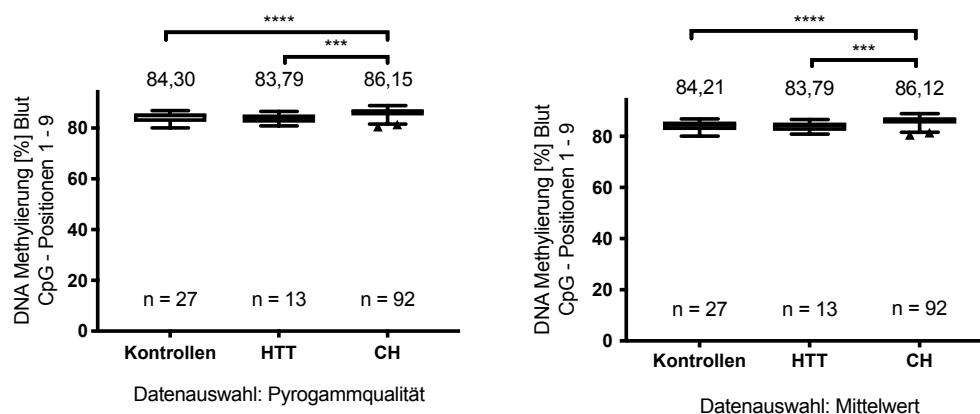 ****
***
84,30 83,79 86,15
80
60
40
20
0
DNA Methylierung [%] Blut
CpG - Positionen 1 - 9
n = 27 n = 13 n = 92
Kontrollen HTT CH
Datenauswahl: Pyrogammqualität
****
***
84,21 83,79 86,12
80
60
40
20
0
DNA Methylierung [%] Blut
CpG - Positionen 1 - 9
n = 27 n = 13 n = 92
Kontrollen HTT CH
Datenauswahl: Mittelwert